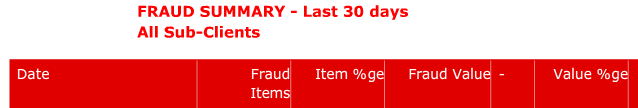 FRAUD SUMMARY - Last 30 days
All Sub-Clients
Date Fraud Items Item %ge Fraud Value - Value %ge